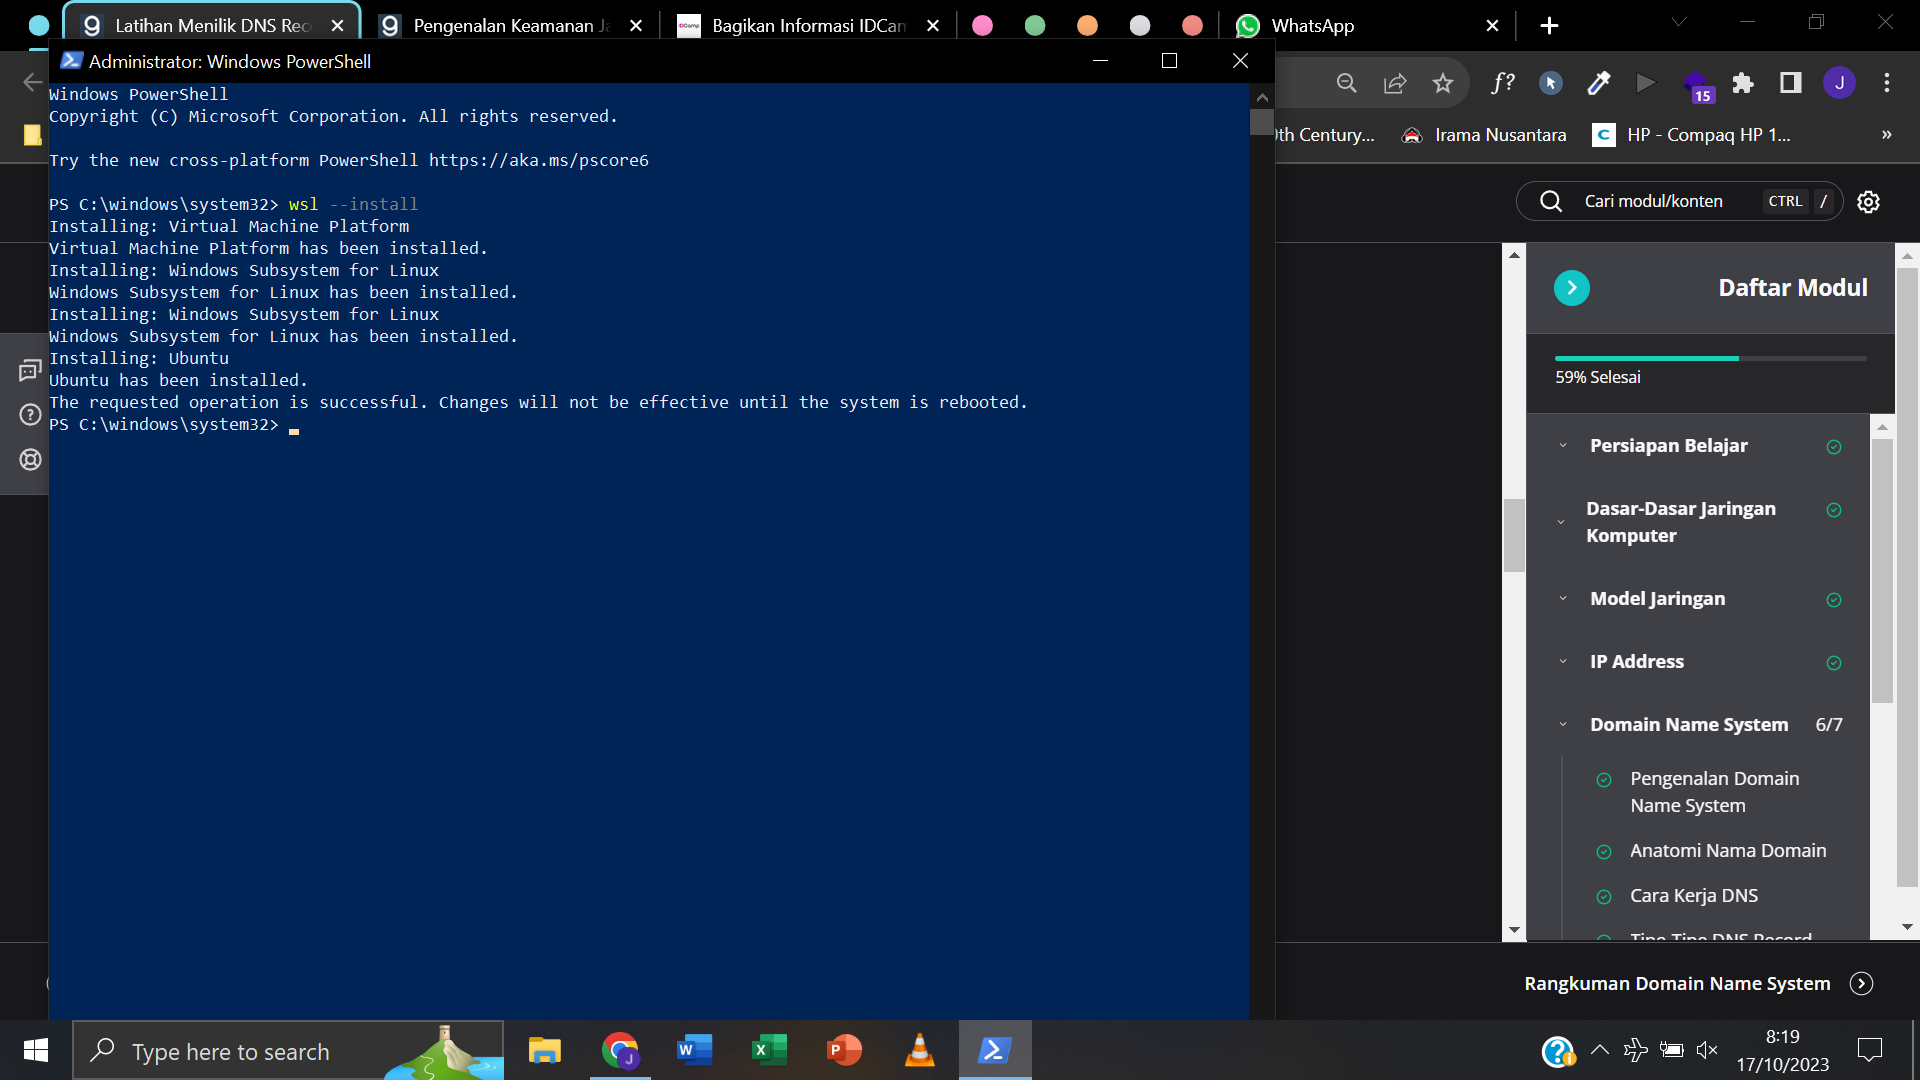 Latihan Menilik DNS Rec
Pengenalan Keamanan Ja
Bagikan Informasi IDCam
WhatsApp
Administrator: Windows PowerShell
Windows PowerShell
Copyright (C) Microsoft Corporation. All rights reserved.
Try the new cross-platform PowerShell https://aka.ms/pscore6
PS C:\windows\system32> wsl --install
Installing: Virtual Machine Platform
Virtual Machine Platform has been installed.
Installing: Windows Subsystem for Linux
Windows Subsystem for Linux has been installed.
Installing: Windows Subsystem for Linux
Windows Subsystem for Linux has been installed.
Installing: Ubuntu
Ubuntu has been installed.
The requested operation is successful. Changes will not be effective until the system is rebooted.
PS C:\windows\system32>
f?
15
J
0th Century...
Irama Nusantara
C
HP - Compaq HP 1...
»
Cari modul/konten
CTRL /
Daftar Modul
59% Selesai
Persiapan Belajar
Dasar-Dasar Jaringan
Komputer
Model Jaringan
IP Address
Domain Name System 6/7
Pengenalan Domain
Name System
Anatomi Nama Domain
Cara Kerja DNS
Tipe-Tipe DNS Record
Rangkuman Domain Name System
Type here to search
8:19
17/10/2023